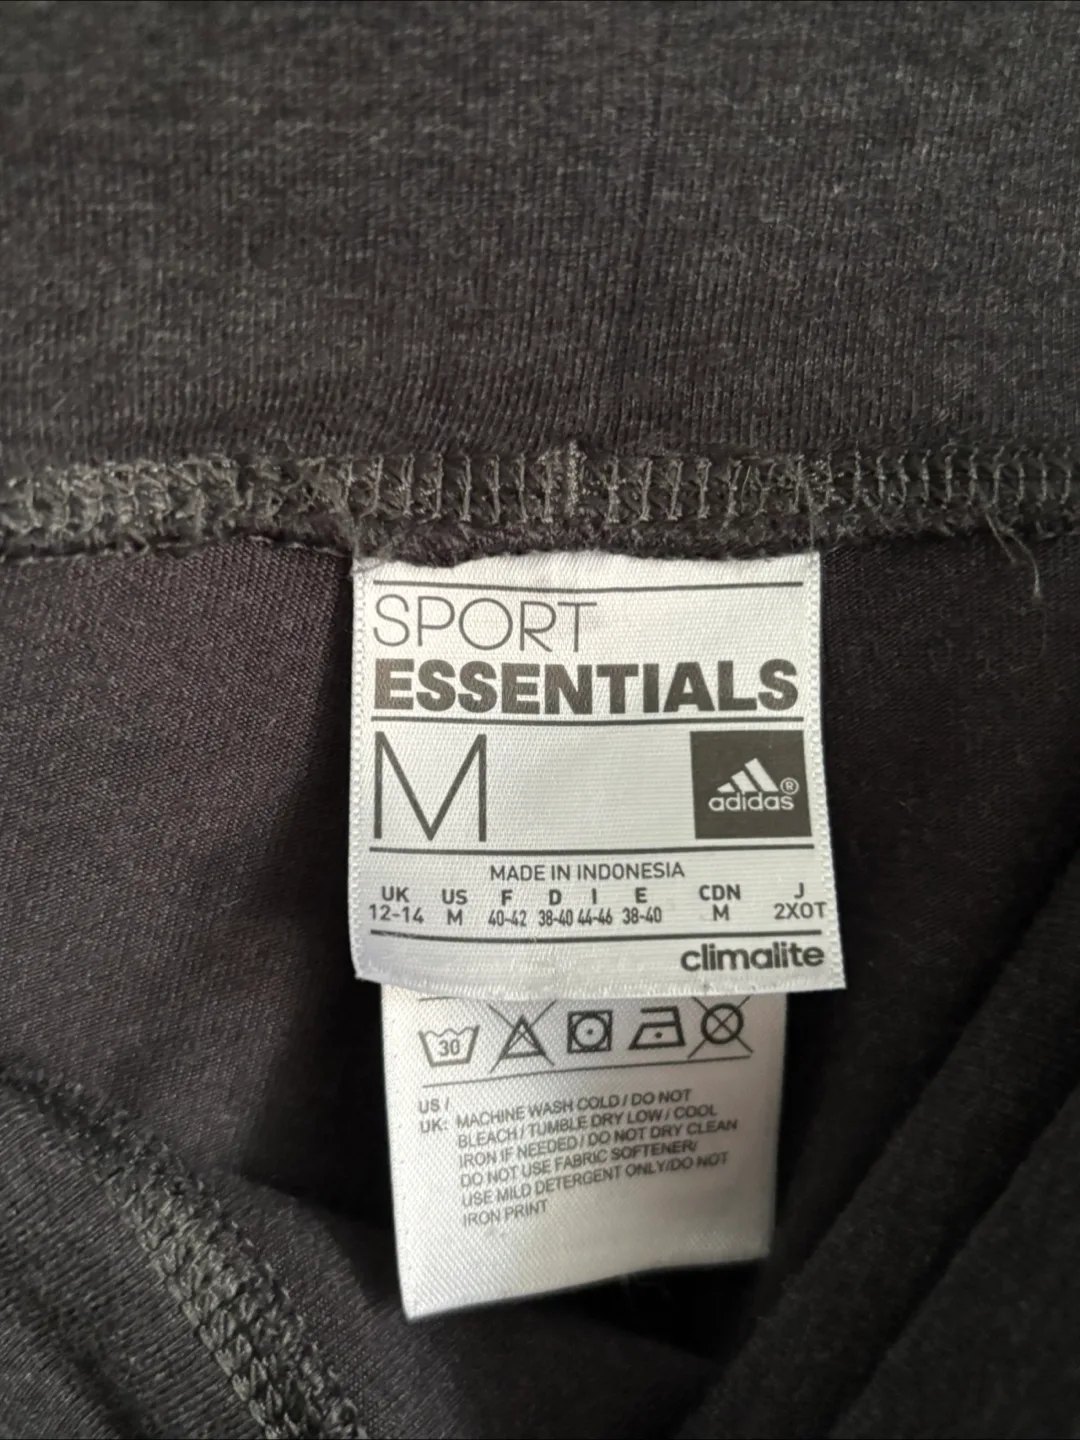 SPORT
ESSENTIALS
M
adidas®
MADE IN INDONESIA
UK US F D I E CDN J
12-14 M 40-42 38-40 44-46 38-40 M 2XOT
climalite
30
US /
UK: MACHINE WASH COLD / DO NOT
BLEACH / TUMBLE DRY LOW / COOL
IRON IF NEEDED / DO NOT DRY CLEAN
DO NOT USE FABRIC SOFTENER/
USE MILD DETERGENT ONLY/DO NOT
IRON PRINT